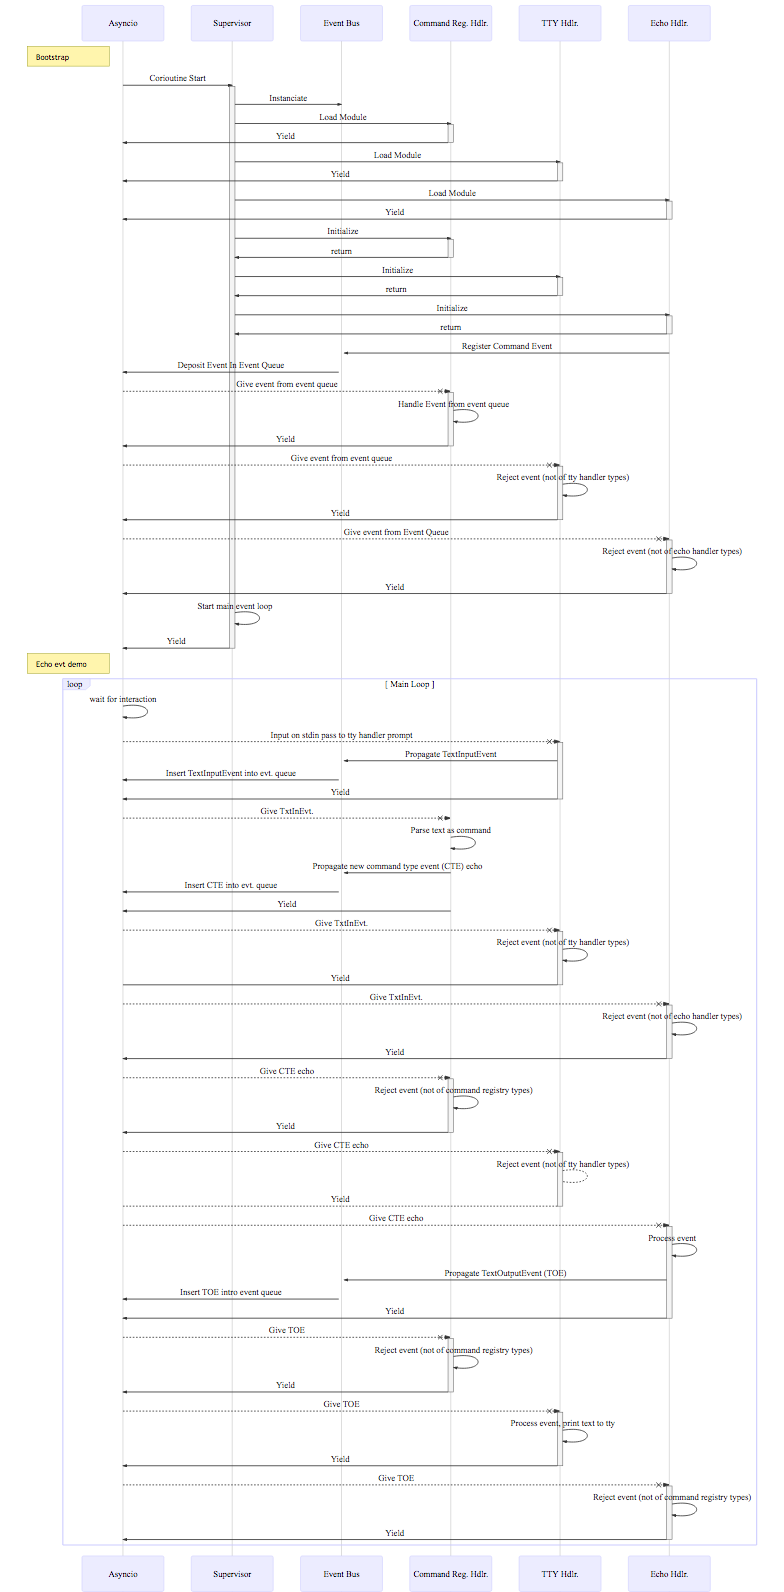 Asyncio
Supervisor
Event Bus
Command Reg. Hdlr.
TTY Hdlr.
Echo Hdlr.
Bootstrap
Corioutine Start
Instanciate
Load Module
Yield
Load Module
Yield
Load Module
Yield
Initialize
return
Initialize
return
Initialize
return
Register Command Event
Deposit Event In Event Queue
Give event from event queue
Handle Event from event queue
Yield
Give event from event queue
Reject event (not of tty handler types)
Yield
Give event from Event Queue
Reject event (not of echo handler types)
Yield
Start main event loop
Yield
Echo evt demo
loop
[ Main Loop ]
wait for interaction
Input on stdin pass to tty handler prompt
Propagate TextInputEvent
Insert TextInputEvent into evt. queue
Yield
Give TxtInEvt.
Parse text as command
Propagate new command type event (CTE) echo
Insert CTE into evt. queue
Yield
Give TxtInEvt.
Reject event (not of tty handler types)
Yield
Give TxtInEvt.
Reject event (not of echo handler types)
Yield
Give CTE echo
Reject event (not of command registry types)
Yield
Give CTE echo
Reject event (not of tty handler types)
Yield
Give CTE echo
Process event
Propagate TextOutputEvent (TOE)
Insert TOE intro event queue
Yield
Give TOE
Reject event (not of command registry types)
Yield
Give TOE
Process event, print text to tty
Yield
Give TOE
Reject event (not of command registry types)
Yield
Asyncio
Supervisor
Event Bus
Command Reg. Hdlr.
TTY Hdlr.
Echo Hdlr.